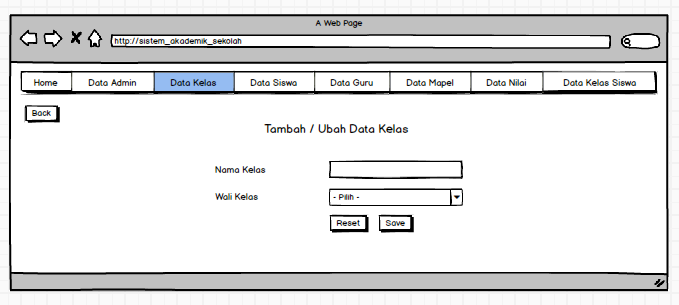 A Web Page
http://sistem_akademik_sekolah
Home Data Admin Data Kelas Data Siswa Data Guru Data Mapel Data Nilai Data Kelas Siswa
Back
Tambah / Ubah Data Kelas
Nama Kelas
Wali Kelas - Pilih -
Reset Save